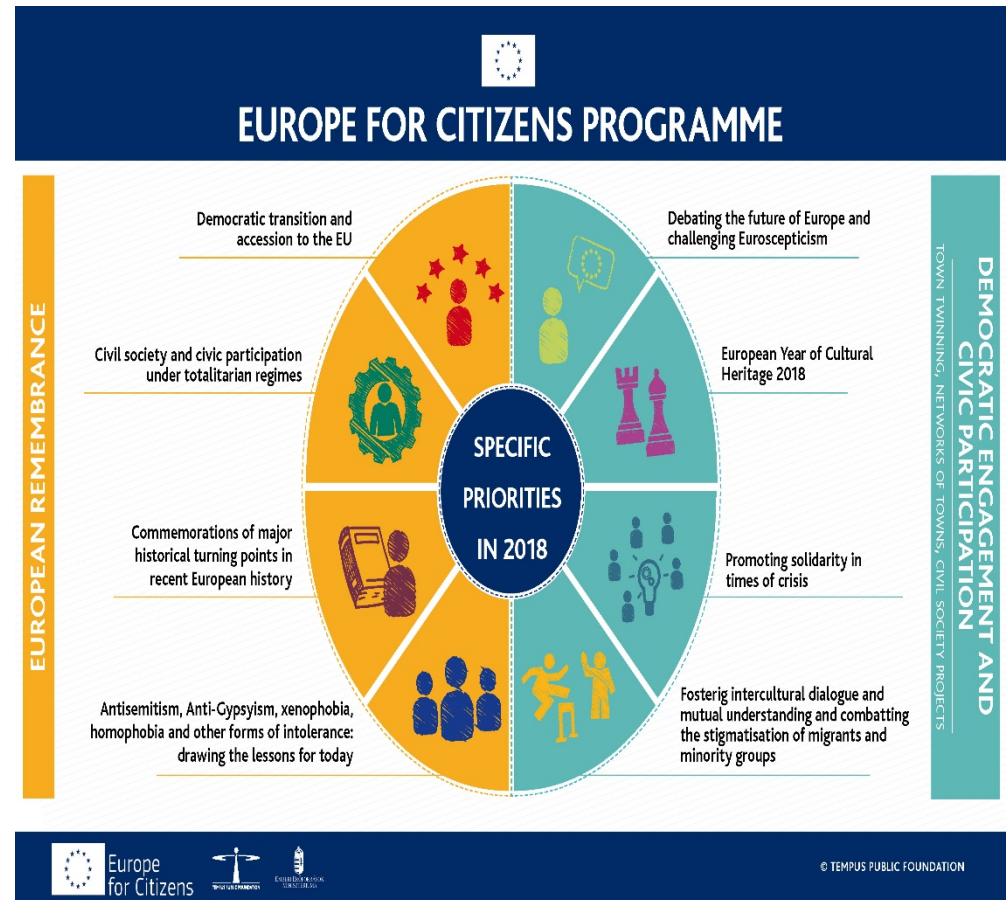 EUROPE FOR CITIZENS PROGRAMME
EUROPEAN REMEMBRANCE
Democratic transition and
accession to the EU
Civil society and civic participation
under totalitarian regimes
Commemorations of major
historical turning points in
recent European history
Antisemitism, Anti-Gypsyism, xenophobia,
homophobia and other forms of intolerance:
drawing the lessons for today
SPECIFIC
PRIORITIES
IN 2018
Debating the future of Europe and
challenging Euroscepticism
European Year of Cultural
Heritage 2018
Promoting solidarity in
times of crisis
Fosterig intercultural dialogue and
mutual understanding and combatting
the stigmatisation of migrants and
minority groups
DEMOCRATIC ENGAGEMENT AND
CIVIC PARTICIPATION
TOWN TWINNING, NETWORKS OF TOWNS, CIVIL SOCIETY PROJECTS
Europe
for Citizens
TEMPUS PUBLIC FOUNDATION
© TEMPUS PUBLIC FOUNDATION